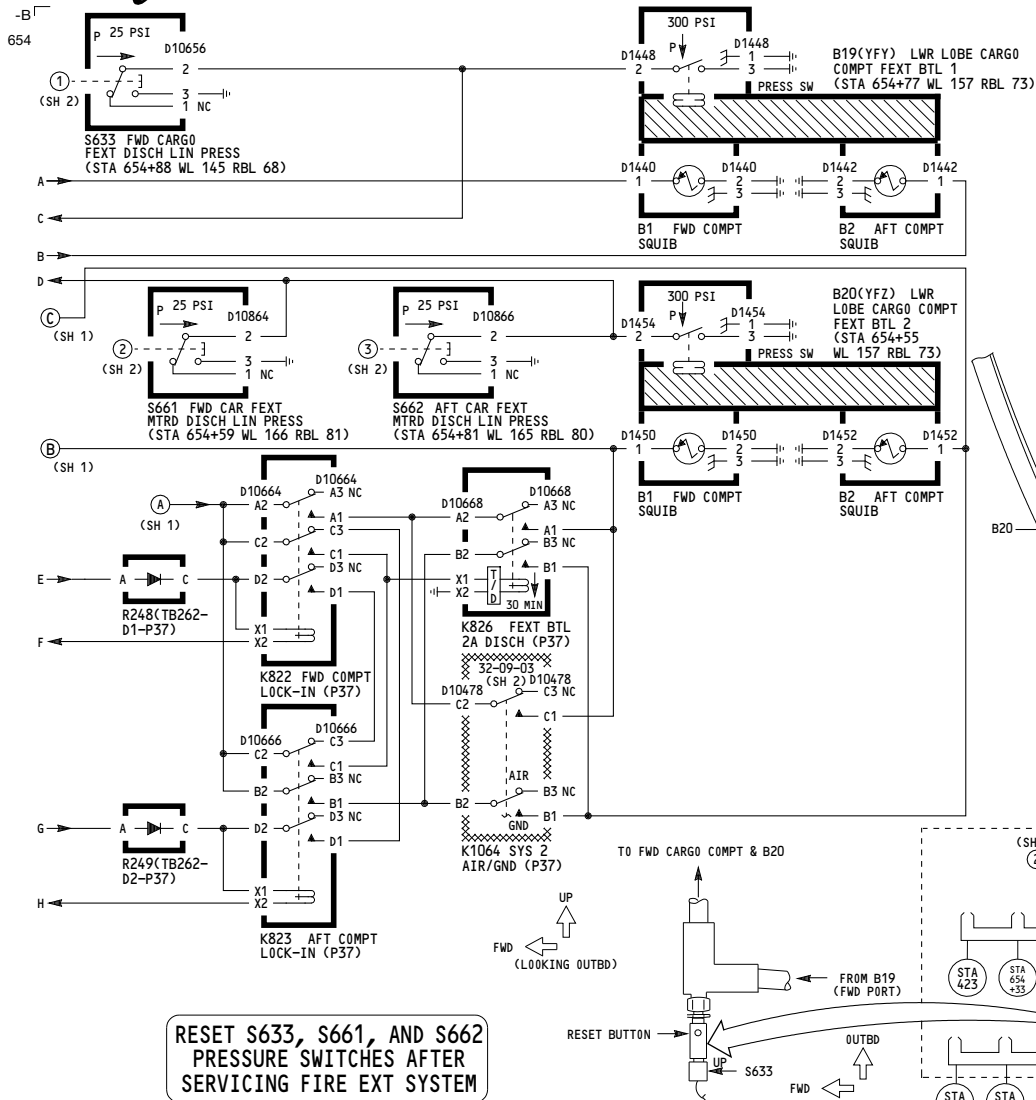 -B
654
25 PSI
P
D10656
2
3
1 NC
1
(SH 2)
S633 FWD CARGO
FEXT DISCH LIN PRESS
(STA 654+88 WL 145 RBL 68)
300 PSI
P
D1448
2
D1448
1
3
PRESS SW
B19(YFY) LWR LOBE CARGO
COMPT FEXT BTL 1
(STA 654+77 WL 157 RBL 73)
A
D1440
1
D1440
2
3
D1442
2
3
D1442
1
B1 FWD COMPT
SQUIB
B2 AFT COMPT
SQUIB
C
B
D
C
(SH 1)
25 PSI
P
D10864
2
3
1 NC
2
(SH 2)
S661 FWD CAR FEXT
MTRD DISCH LIN PRESS
(STA 654+59 WL 166 RBL 81)
25 PSI
P
D10866
2
3
1 NC
3
(SH 2)
S662 AFT CAR FEXT
MTRD DISCH LIN PRESS
(STA 654+81 WL 165 RBL 80)
300 PSI
P
D1454
2
D1454
1
3
PRESS SW
B20(YFZ) LWR
LOBE CARGO COMPT
FEXT BTL 2
(STA 654+55
WL 157 RBL 73)
B
(SH 1)
D1450
1
D1450
2
3
D1452
2
3
D1452
1
B1 FWD COMPT
SQUIB
B2 AFT COMPT
SQUIB
B20
A
(SH 1)
D10664
D10664
A2
A3 NC
A1
C2
C3
C1
D2
D3 NC
D1
X1
X2
K822 FWD COMPT
LOCK-IN (P37)
E
A
C
R248(TB262-
D1-P37)
F
D10668
D10668
A2
A3 NC
A1
B2
B3 NC
B1
X1
X2
T/D
30 MIN
K826 FEXT BTL
2A DISCH (P37)
32-09-03
(SH 2)
D10478
D10478
C3 NC
C2
C1
AIR
B2
B3 NC
B1
GND
K1064 SYS 2
AIR/GND (P37)
D10666
D10666
C2
C3
C1
B2
B3 NC
B1
D2
D3 NC
D1
X1
X2
K823 AFT COMPT
LOCK-IN (P37)
G
A
C
R249(TB262-
D2-P37)
H
UP
FWD
(LOOKING OUTBD)
TO FWD CARGO COMPT & B20
FROM B19
(FWD PORT)
RESET BUTTON
UP
S633
OUTBD
FWD
(SH
STA
423
STA
654
+33
STA
STA
RESET S633, S661, AND S662
PRESSURE SWITCHES AFTER
SERVICING FIRE EXT SYSTEM